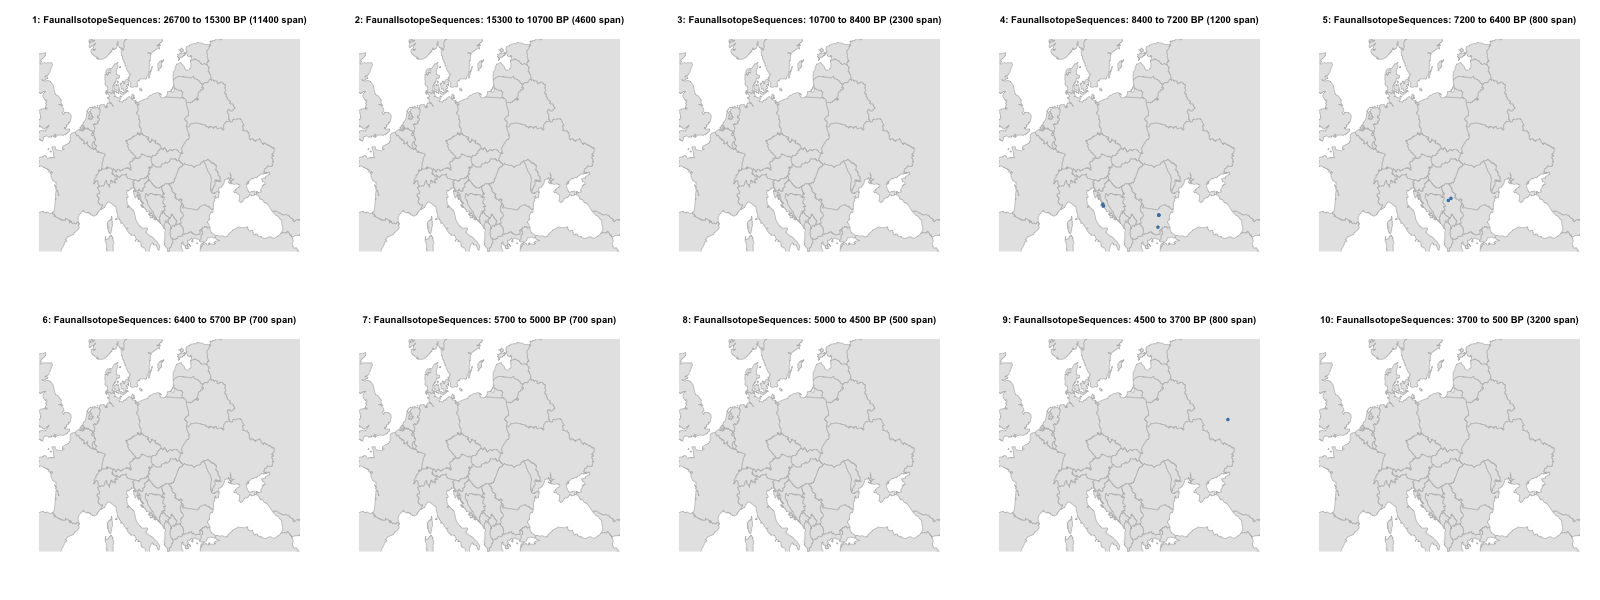 1: FaunalIsotopeSequences: 26700 to 15300 BP (11400 span)
2: FaunalIsotopeSequences: 15300 to 10700 BP (4600 span)
3: FaunalIsotopeSequences: 10700 to 8400 BP (2300 span)
4: FaunalIsotopeSequences: 8400 to 7200 BP (1200 span)
5: FaunalIsotopeSequences: 7200 to 6400 BP (800 span)
6: FaunalIsotopeSequences: 6400 to 5700 BP (700 span)
7: FaunalIsotopeSequences: 5700 to 5000 BP (700 span)
8: FaunalIsotopeSequences: 5000 to 4500 BP (500 span)
9: FaunalIsotopeSequences: 4500 to 3700 BP (800 span)
10: FaunalIsotopeSequences: 3700 to 500 BP (3200 span)